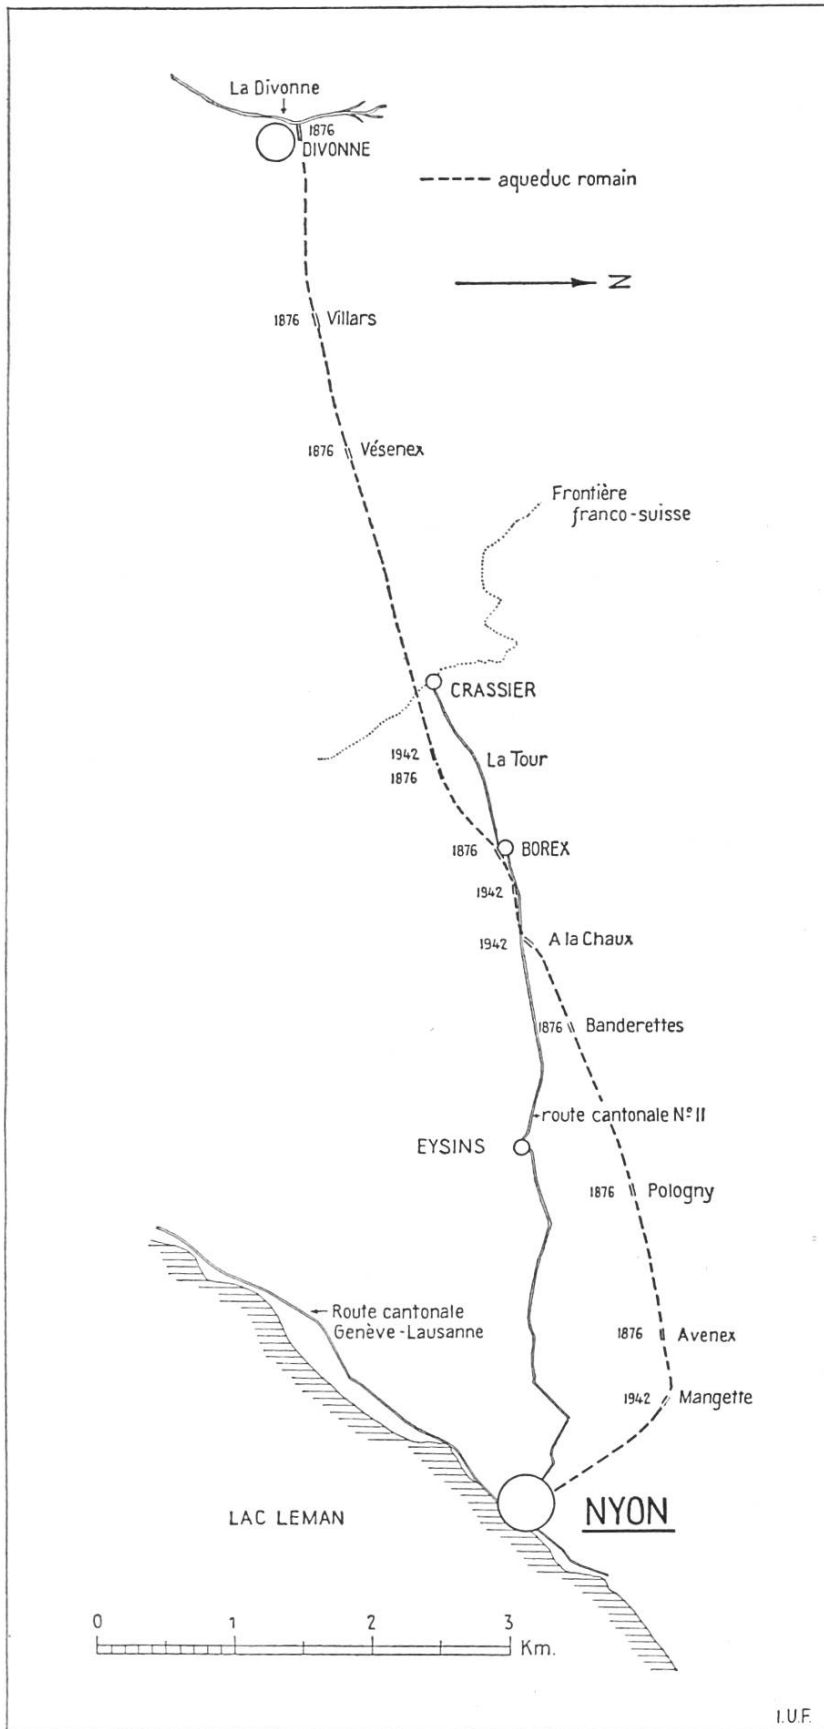 La Divonne
1876
DIVONNE
aqueduc romain
N
1876 Villars
1876 Vésenex
Frontière
franco-suisse
CRASSIER
1942
La Tour
1876
1876 BOREX
1942
1942 A la Chaux
1876 Banderettes
route cantonale Nº II
EYSINS
1876 Pologny
Route cantonale
Genève-Lausanne
1876 Avenex
1942 Mangette
NYON
LAC LEMAN
0 1 2 3
Km.
I.U.F.